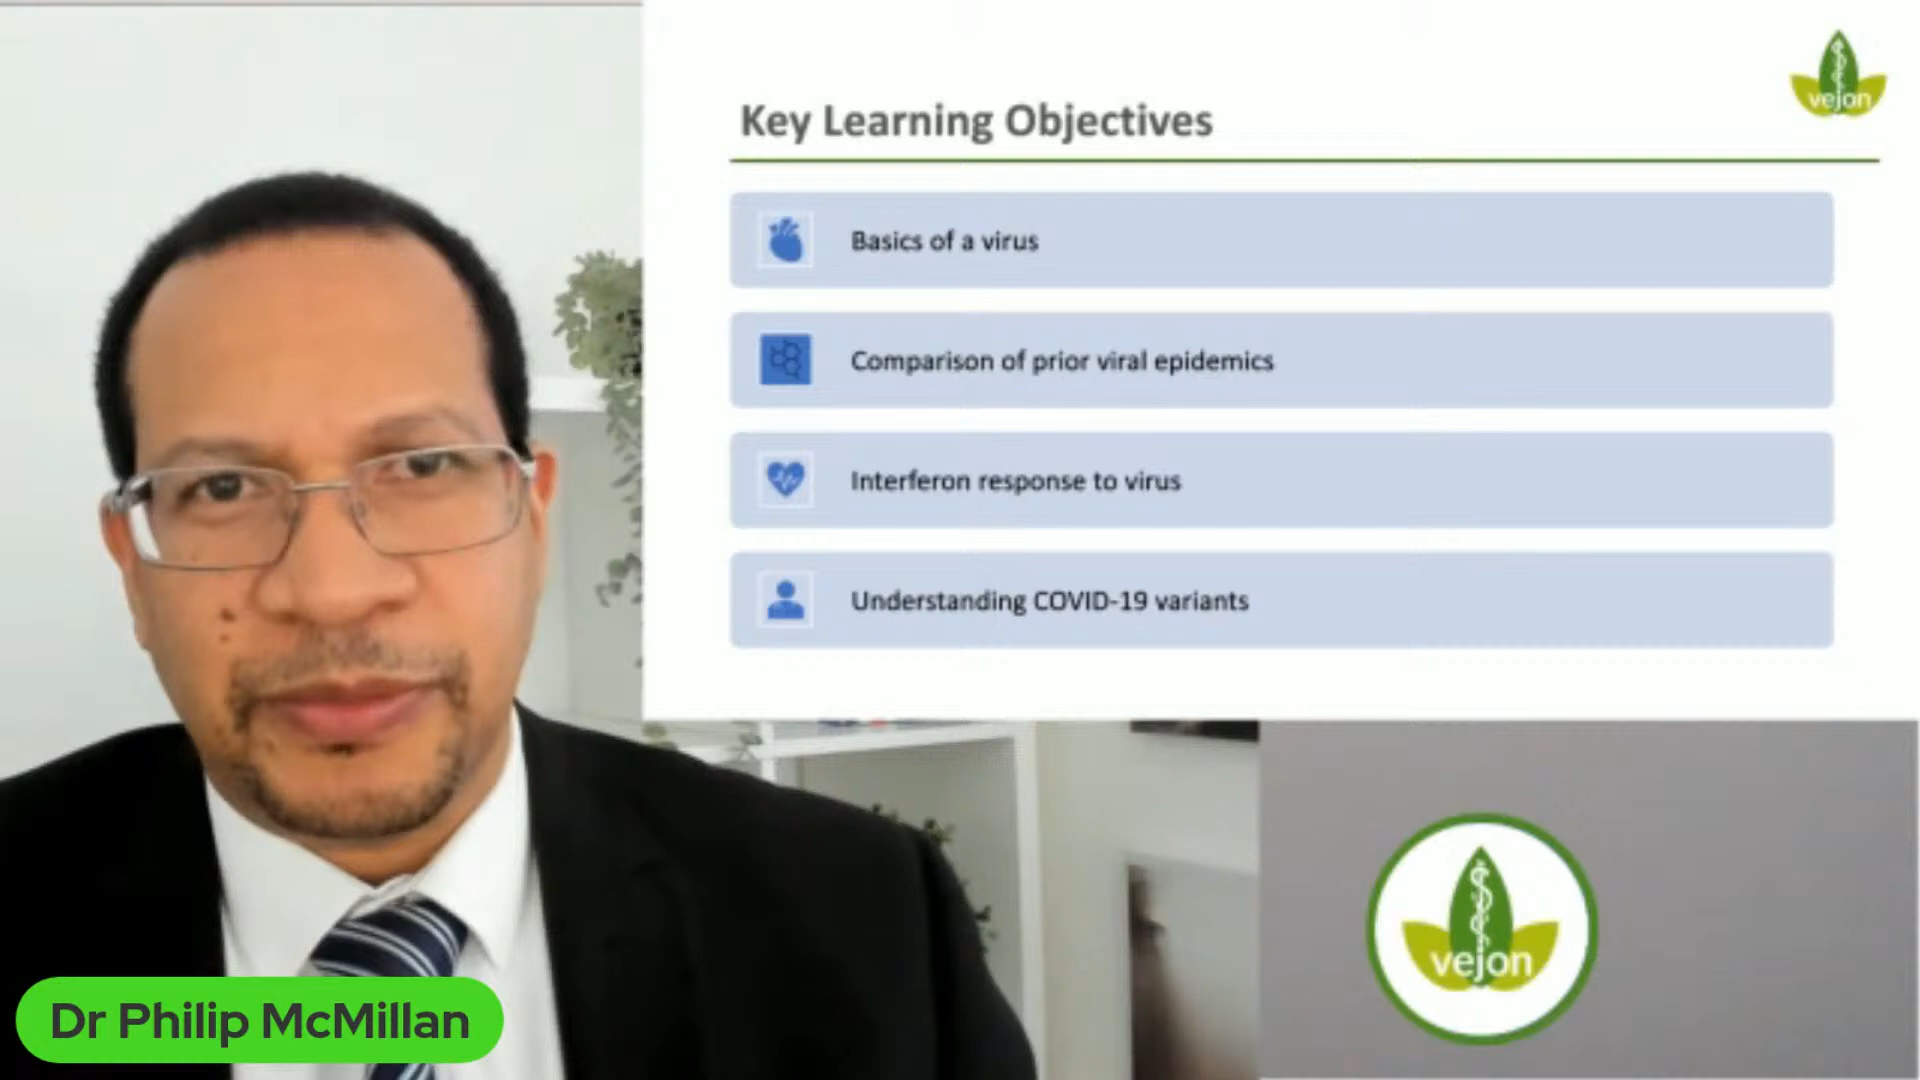 vejon
Key Learning Objectives
Basics of a virus
Comparison of prior viral epidemics
Interferon response to virus
Understanding COVID-19 variants
vejon
Dr Philip McMillan